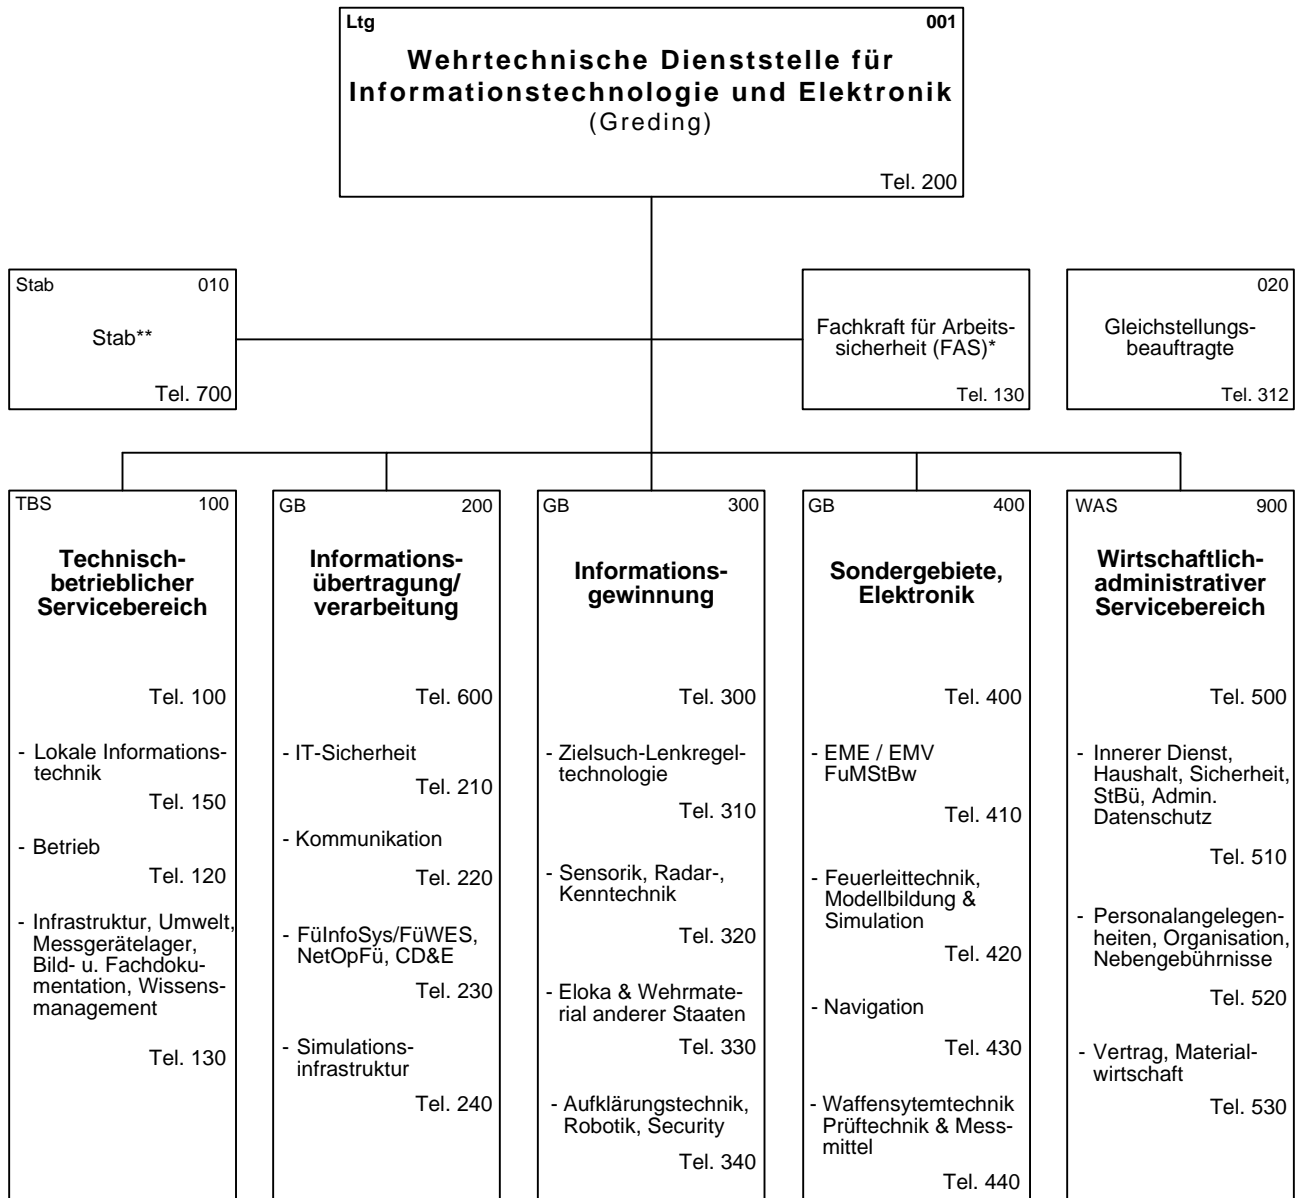 Ltg 001
Wehrtechnische Dienststelle für
Informationstechnologie und Elektronik
(Greding)
Tel. 200
Stab 010
Stab**
Tel. 700
Fachkraft für Arbeits-
sicherheit (FAS)*
Tel. 130
020
Gleichstellungs-
beauftragte
Tel. 312
TBS 100
Technisch-
betrieblicher
Servicebereich
Tel. 100
- Lokale Informations-
technik
Tel. 150
- Betrieb
Tel. 120
- Infrastruktur, Umwelt,
Messgerätelager,
Bild- u. Fachdoku-
mentation, Wissens-
management
Tel. 130
GB 200
Informations-
übertragung/
verarbeitung
Tel. 600
- IT-Sicherheit
Tel. 210
- Kommunikation
Tel. 220
- FüInfoSys/FüWES,
NetOpFü, CD&E
Tel. 230
- Simulations-
infrastruktur
Tel. 240
GB 300
Informations-
gewinnung
Tel. 300
- Zielsuch-Lenkregel-
technologie
Tel. 310
- Sensorik, Radar-,
Kenntechnik
Tel. 320
- Eloka & Wehrmate-
rial anderer Staaten
Tel. 330
- Aufklärungstechnik,
Robotik, Security
Tel. 340
GB 400
Sondergebiete,
Elektronik
Tel. 400
- EME / EMV
FuMStBw
Tel. 410
- Feuerleittechnik,
Modellbildung &
Simulation
Tel. 420
- Navigation
Tel. 430
- Waffensytemtechnik
Prüftechnik & Mess-
mittel
Tel. 440
WAS 900
Wirtschaftlich-
administrativer
Servicebereich
Tel. 500
- Innerer Dienst,
Haushalt, Sicherheit,
StBü, Admin.
Datenschutz
Tel. 510
- Personalangelegen-
heiten, Organisation,
Nebengebührnisse
Tel. 520
- Vertrag, Material-
wirtschaft
Tel. 530